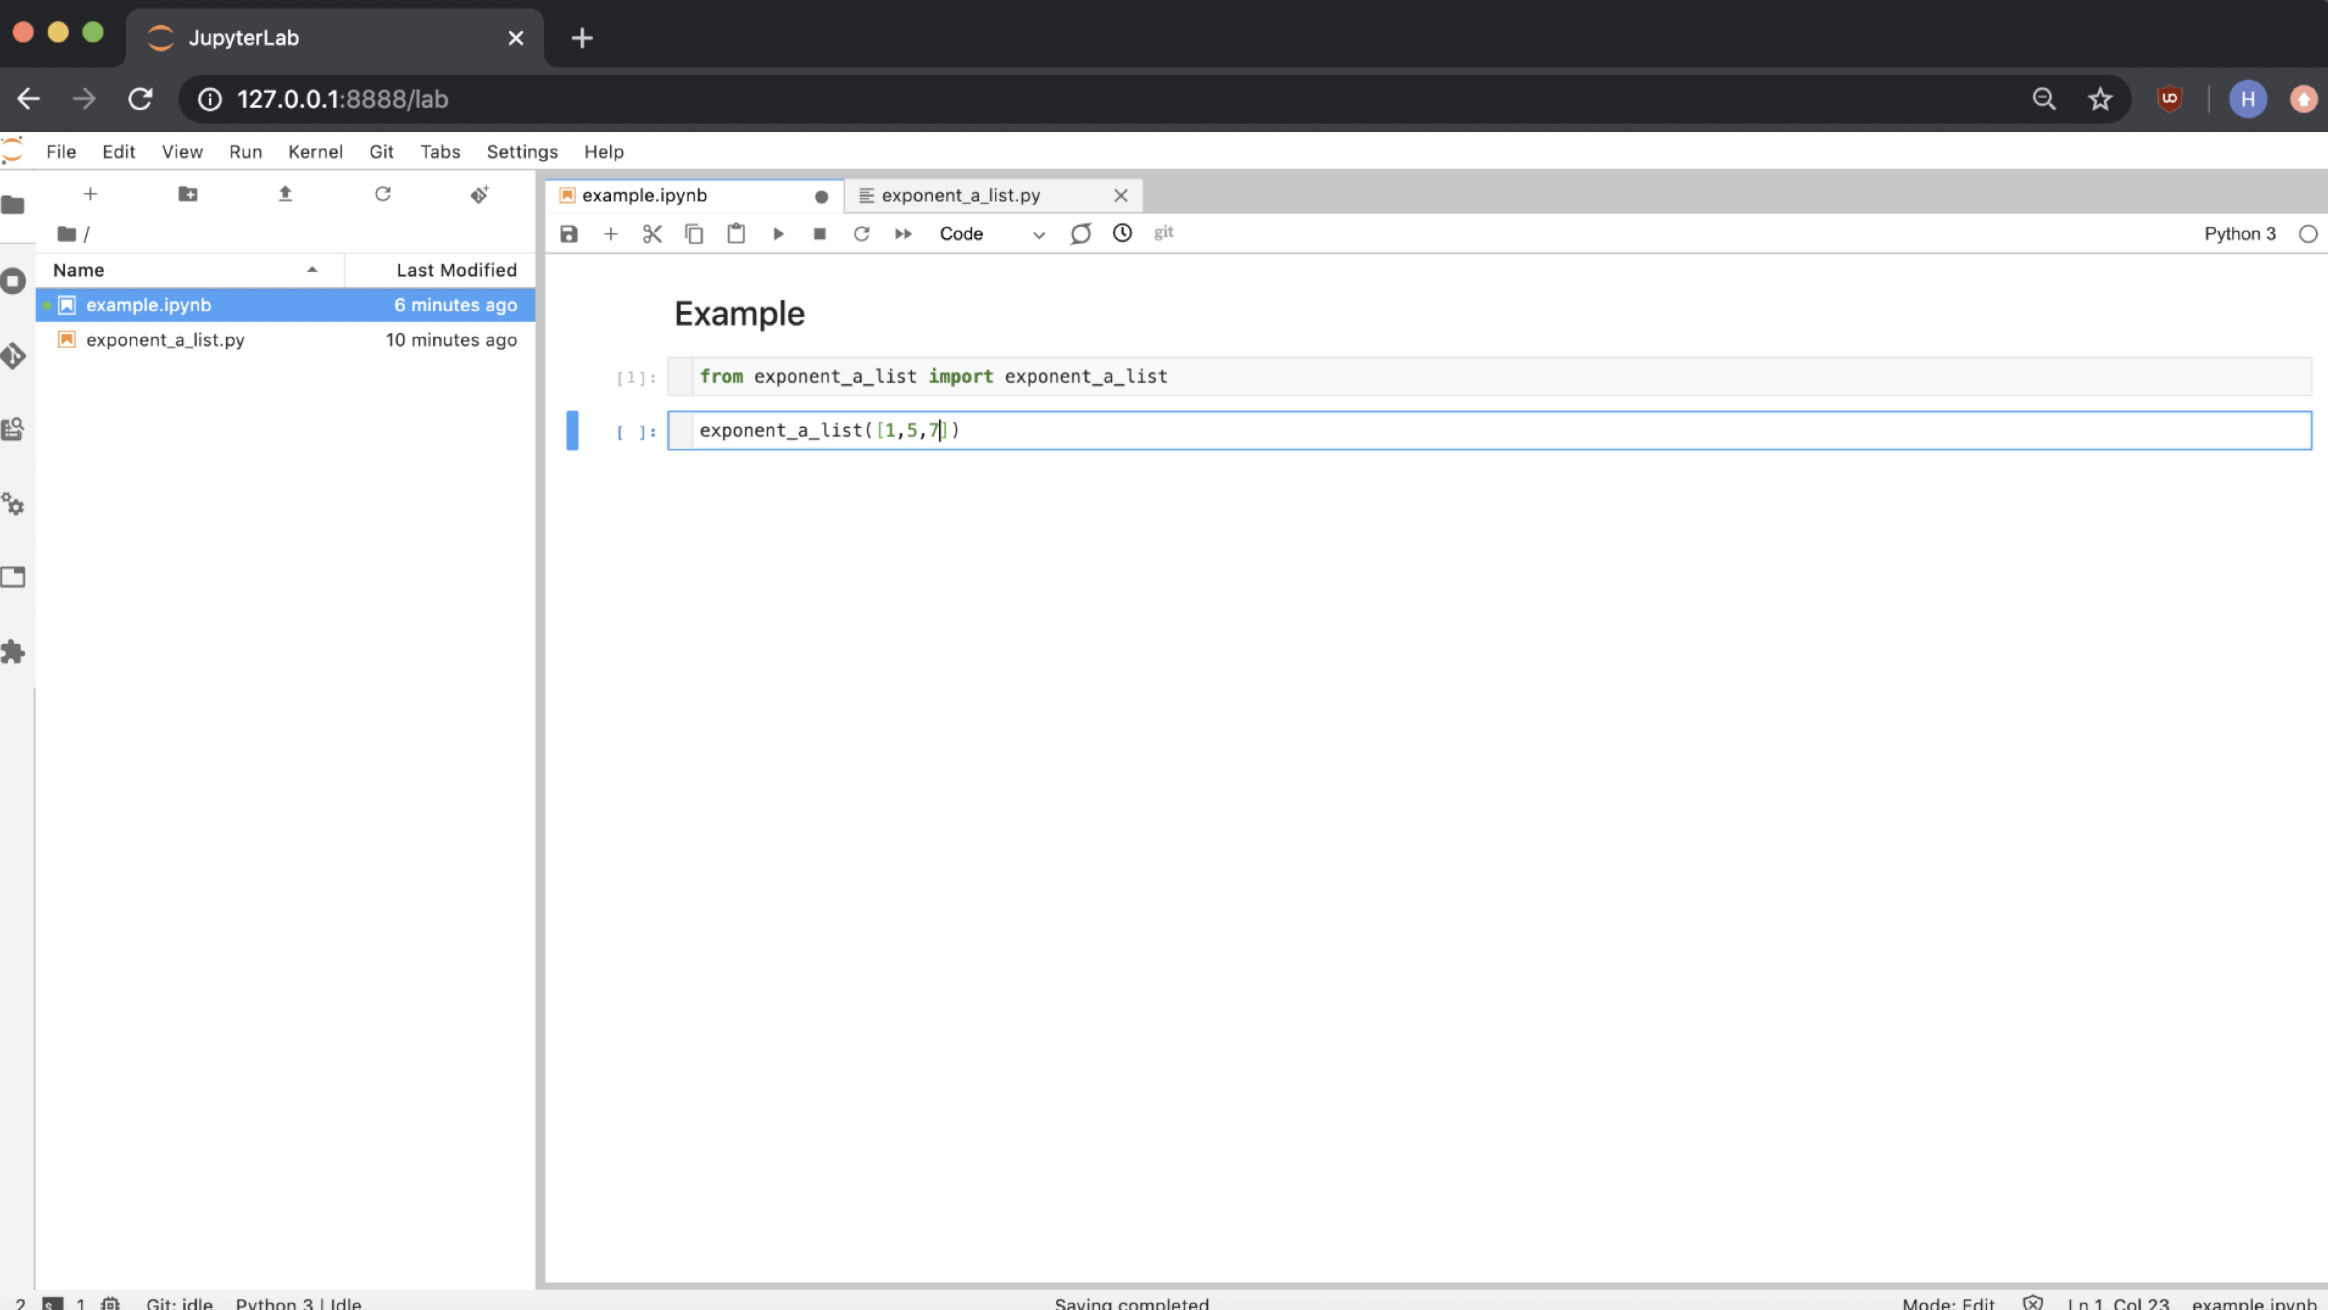 JupyterLab
127.0.0.1:8888/lab
H
File Edit View Run Kernel Git Tabs Settings Help
example.ipynb exponent_a_list.py
/
Code git Python 3
Name Last Modified
example.ipynb 6 minutes ago
exponent_a_list.py 10 minutes ago
Example
[1]: from exponent_a_list import exponent_a_list
[ ]: exponent_a_list([1,5,7])
2 1 Git: idle Python 3 | Idle Saving completed Mode: Edit Ln 1, Col 23 example.ipynb